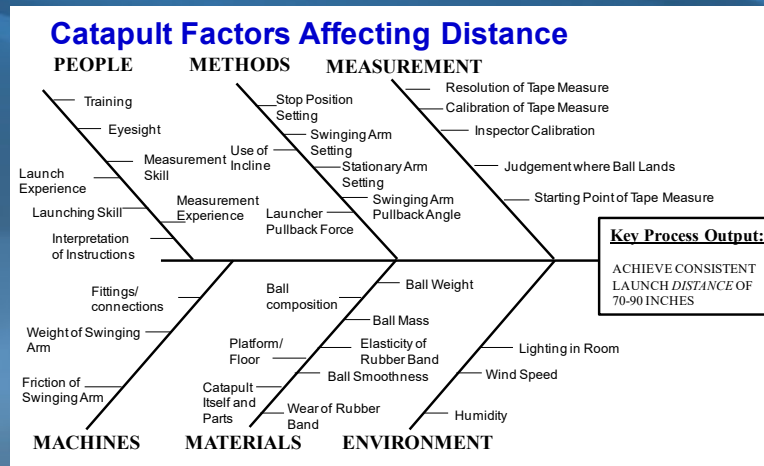 Catapult Factors Affecting Distance
PEOPLE
METHODS
MEASUREMENT
Training
Eyesight
Measurement
Skill
Launch
Experience
Launching Skill
Measurement
Experience
Interpretation
of Instructions
Stop Position
Setting
Swinging Arm
Setting
Use of
Incline
Stationary Arm
Setting
Swinging Arm
Pullback Angle
Launcher
Pullback Force
Resolution of Tape Measure
Calibration of Tape Measure
Inspector Calibration
Judgement where Ball Lands
Starting Point of Tape Measure
Key Process Output:
ACHIEVE CONSISTENT
LAUNCH DISTANCE OF
70-90 INCHES
Fittings/
connections
Weight of Swinging
Arm
Friction of
Swinging Arm
Ball
composition
Ball Weight
Ball Mass
Platform/
Floor
Elasticity of
Rubber Band
Ball Smoothness
Catapult
Itself and
Parts
Wear of Rubber
Band
Lighting in Room
Wind Speed
Humidity
MACHINES
MATERIALS
ENVIRONMENT